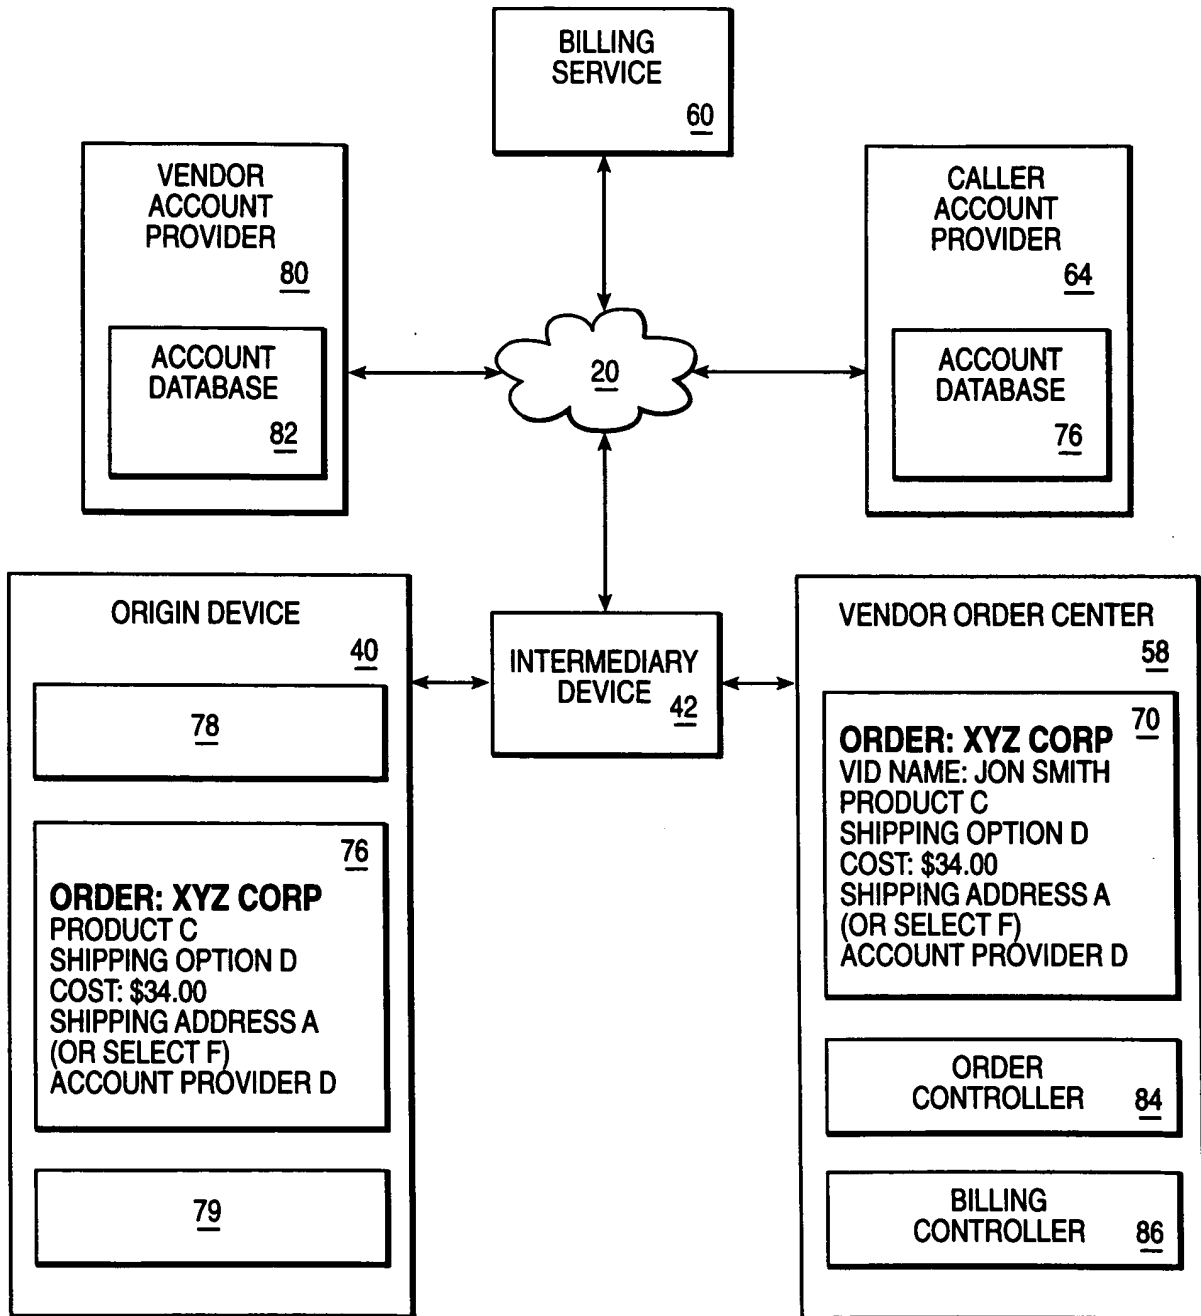 BILLING
SERVICE
60
VENDOR
ACCOUNT
PROVIDER
80
ACCOUNT
DATABASE
82
20
CALLER
ACCOUNT
PROVIDER
64
ACCOUNT
DATABASE
76
ORIGIN DEVICE
40
78
76
ORDER: XYZ CORP
PRODUCT C
SHIPPING OPTION D
COST: $34.00
SHIPPING ADDRESS A
(OR SELECT F)
ACCOUNT PROVIDER D
79
INTERMEDIARY
DEVICE
42
VENDOR ORDER CENTER
58
70
ORDER: XYZ CORP
VID NAME: JON SMITH
PRODUCT C
SHIPPING OPTION D
COST: $34.00
SHIPPING ADDRESS A
(OR SELECT F)
ACCOUNT PROVIDER D
ORDER
CONTROLLER
84
BILLING
CONTROLLER
86